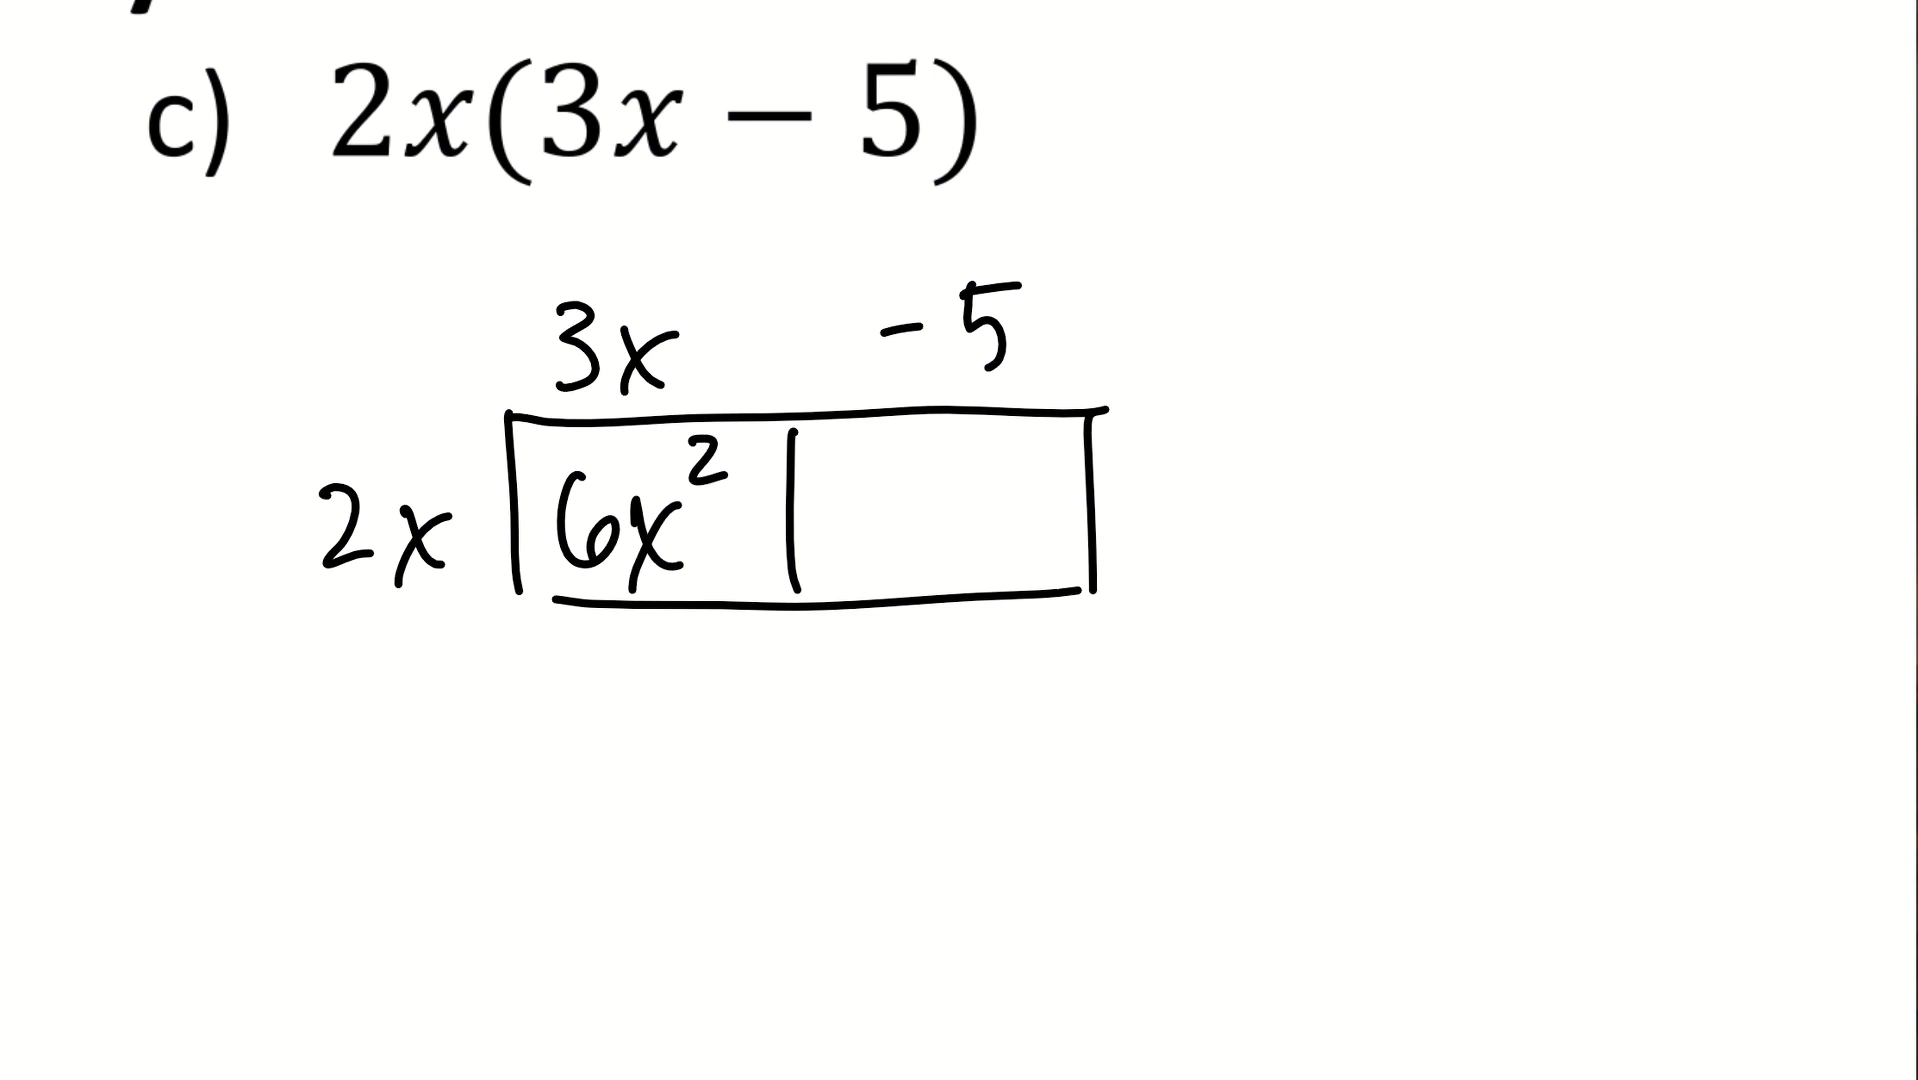 c) 2x(3x − 5)
3x - 5
2x 6x²